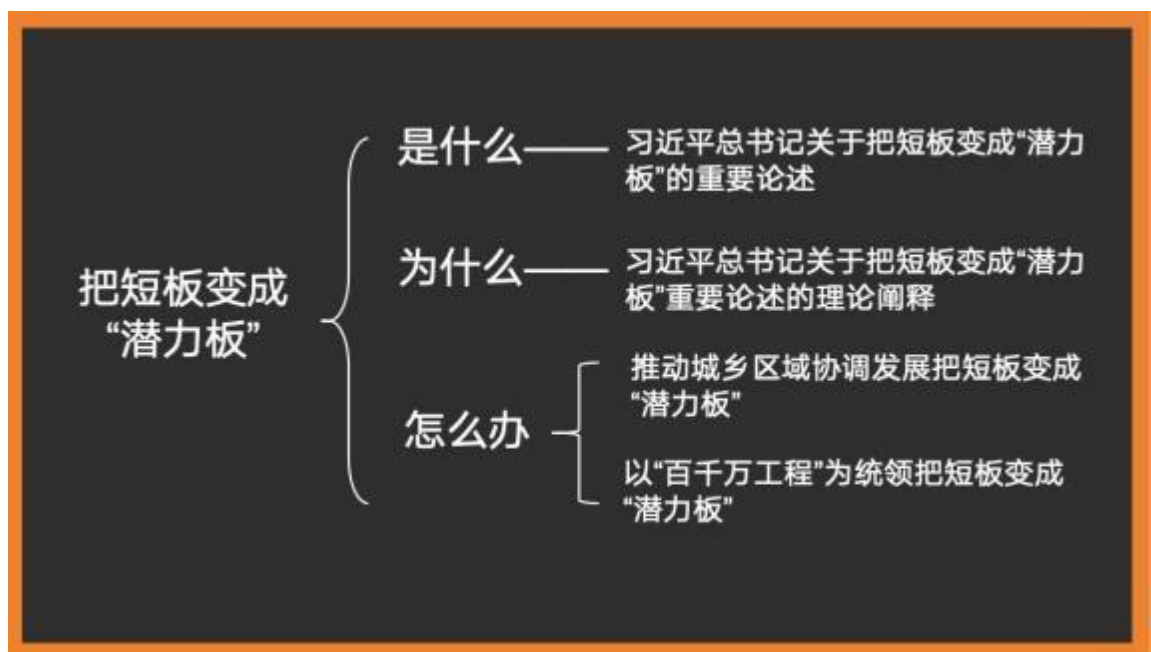 是什么
习近平总书记关于把短板变成“潜力
板”的重要论述
为什么
习近平总书记关于把短板变成“潜力
板”重要论述的理论阐释
把短板变成
“潜力板”
怎么办
推动城乡区域协调发展把短板变成
“潜力板”
以“百千万工程”为统领把短板变成
“潜力板”